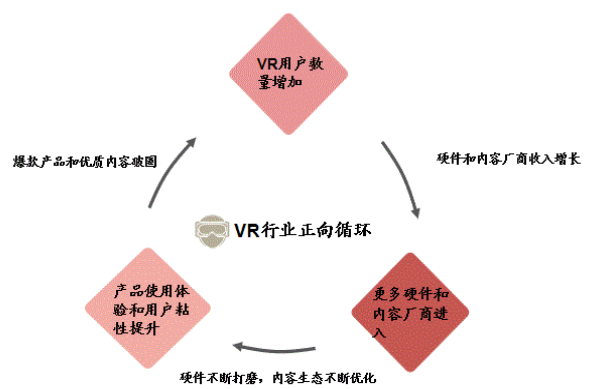 VR用户数
量增加
爆款产品和优质内容破圈
硬件和内容厂商收入增长
VR行业正向循环
产品使用体
验和用户粘
性提升
更多硬件和
内容厂商进
入
硬件不断打磨，内容生态不断优化